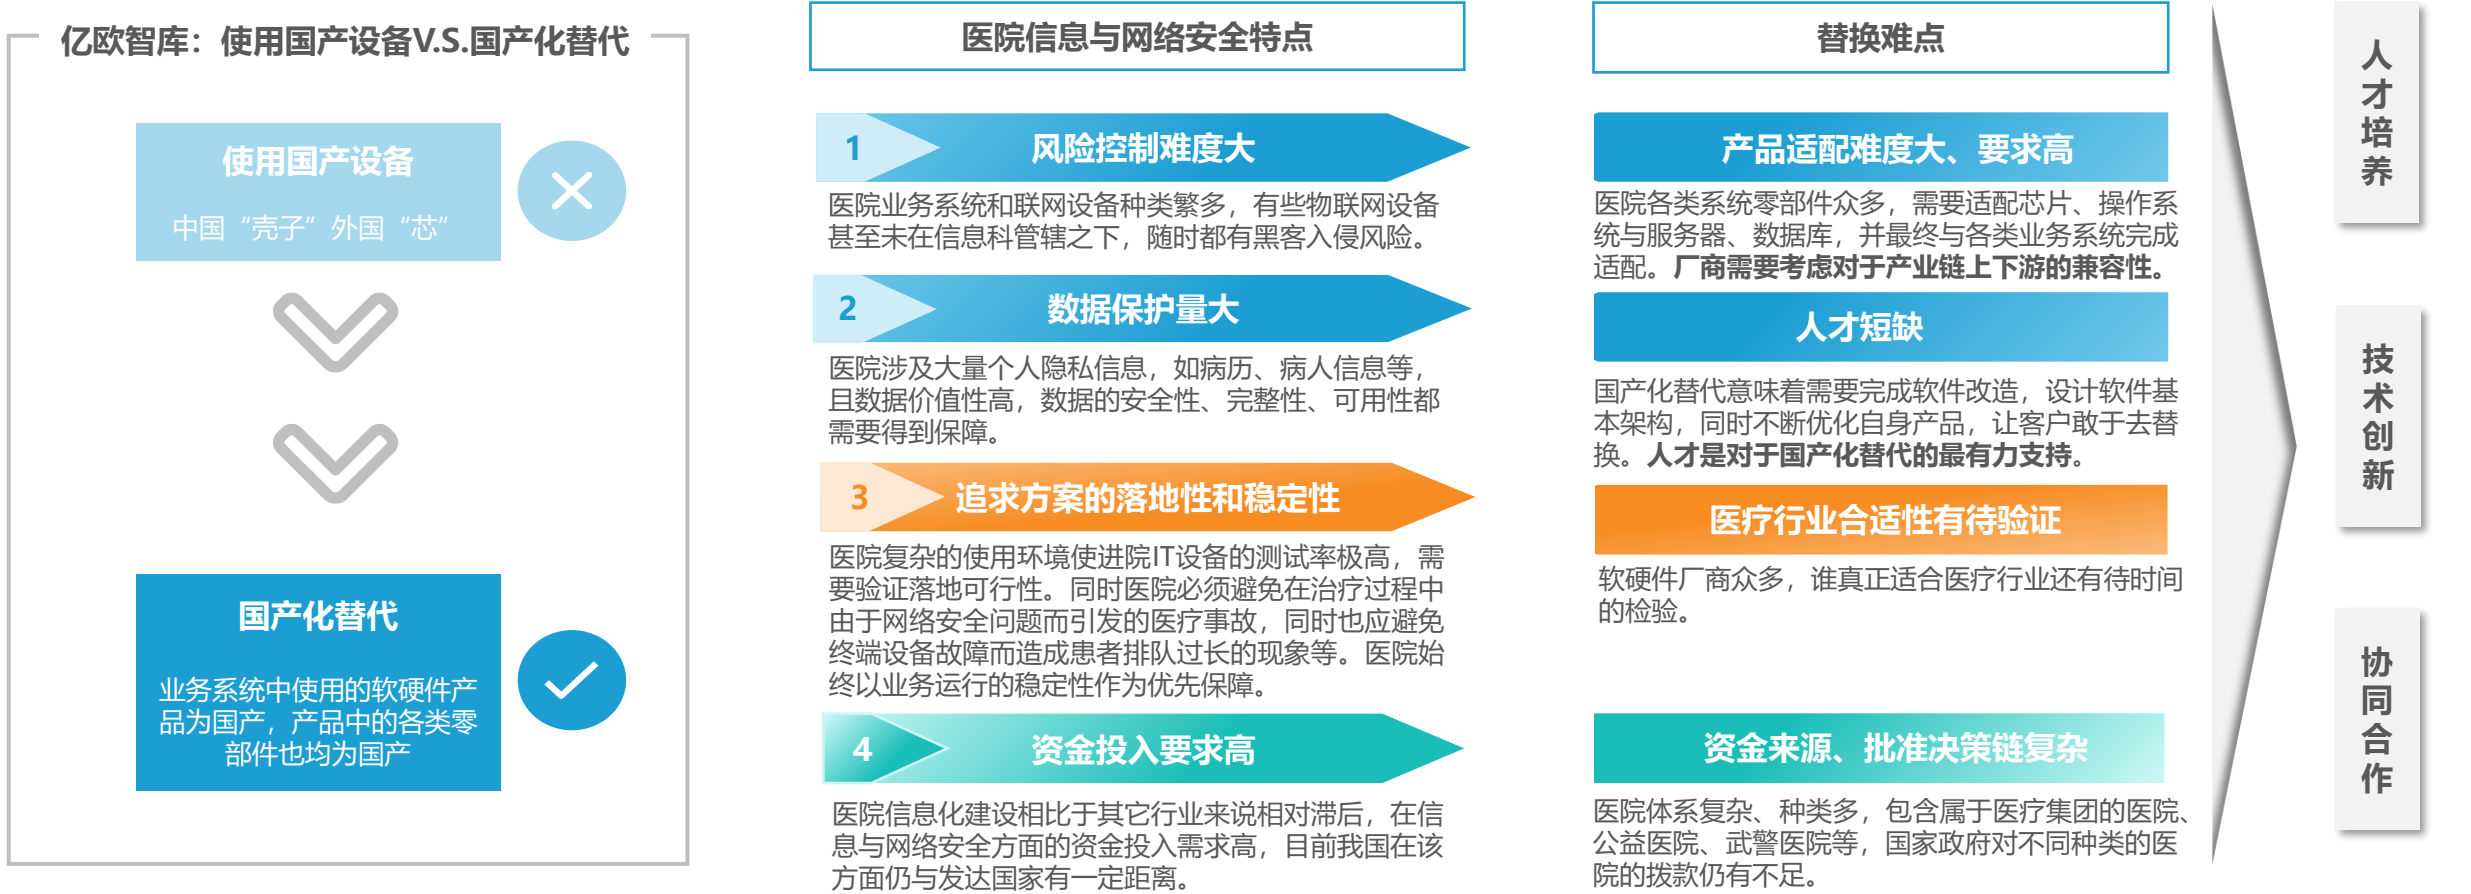 亿欧智库：使用国产设备V.S.国产化替代
使用国产设备
中国“壳子”外国“芯”
国产化替代
业务系统中使用的软硬件产
品为国产，产品中的各类零
部件也均为国产
医院信息与网络安全特点
1
风险控制难度大
医院业务系统和联网设备种类繁多，有些物联网设备
甚至未在信息科管辖之下，随时都有黑客入侵风险。
2
数据保护量大
医院涉及大量个人隐私信息，如病历、病人信息等，
且数据价值性高，数据的安全性、完整性、可用性都
需要得到保障。
3
追求方案的落地性和稳定性
医院复杂的使用环境使进院IT设备的测试率极高，需
要验证落地可行性。同时医院必须避免在治疗过程中
由于网络安全问题而引发的医疗事故，同时也应避免
终端设备故障而造成患者排队过长的现象等。医院始
终以业务运行的稳定性作为优先保障。
4
资金投入要求高
医院信息化建设相比于其它行业来说相对滞后，在信
息与网络安全方面的资金投入需求高，目前我国在该
方面仍与发达国家有一定距离。
替换难点
产品适配难度大、要求高
医院各类系统零部件众多，需要适配芯片、操作系
统与服务器、数据库，并最终与各类业务系统完成
适配。厂商需要考虑对于产业链上下游的兼容性。
人才短缺
国产化替代意味着需要完成软件改造，设计软件基
本架构，同时不断优化自身产品，让客户敢于去替
换。人才是对于国产化替代的最有力支持。
医疗行业合适性有待验证
软硬件厂商众多，谁真正适合医疗行业还有待时间
的检验。
资金来源、批准决策链复杂
医院体系复杂、种类多，包含属于医疗集团的医院、
公益医院、武警医院等，国家政府对不同种类的医
院的拨款仍有不足。
人才培养
技术创新
协同合作